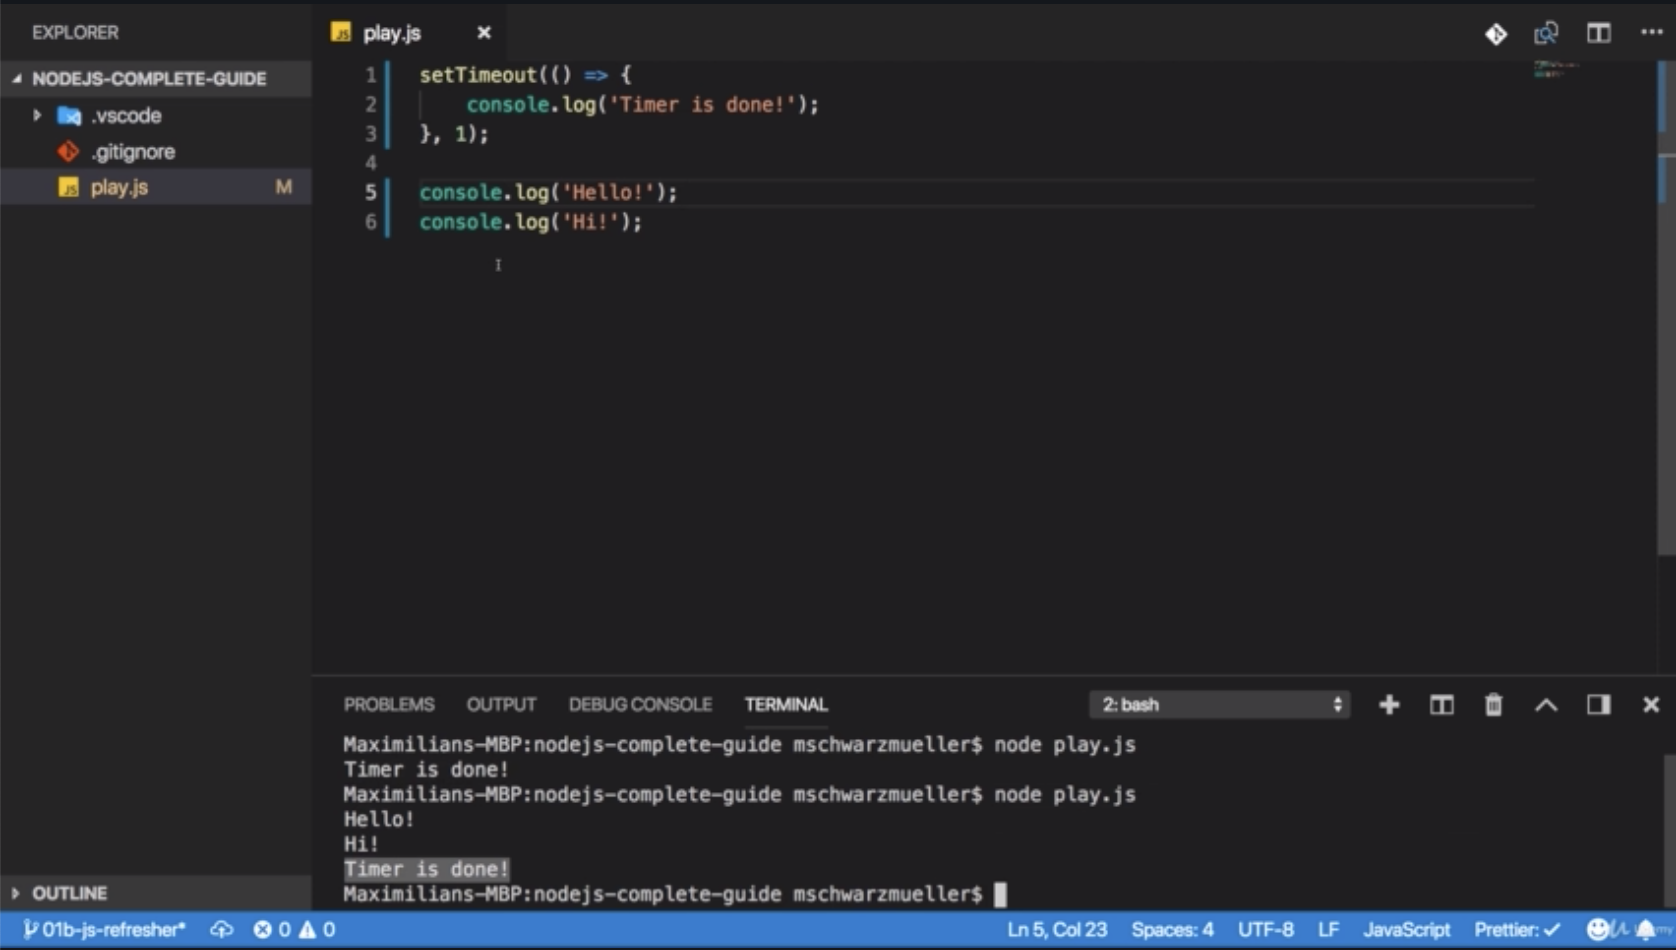 EXPLORER
play.js
NODEJS-COMPLETE-GUIDE
.vscode
.gitignore
play.js M
1 setTimeout(() => {
2 console.log('Timer is done!');
3 }, 1);
4
5 console.log('Hello!');
6 console.log('Hi!');
PROBLEMS OUTPUT DEBUG CONSOLE TERMINAL 2: bash
Maximilians-MBP:nodejs-complete-guide mschwarzmueller$ node play.js
Timer is done!
Maximilians-MBP:nodejs-complete-guide mschwarzmueller$ node play.js
Hello!
Hi!
Timer is done!
Maximilians-MBP:nodejs-complete-guide mschwarzmueller$
OUTLINE
01b-js-refresher* 0 0 Ln 5, Col 23 Spaces: 4 UTF-8 LF JavaScript Prettier: ✓